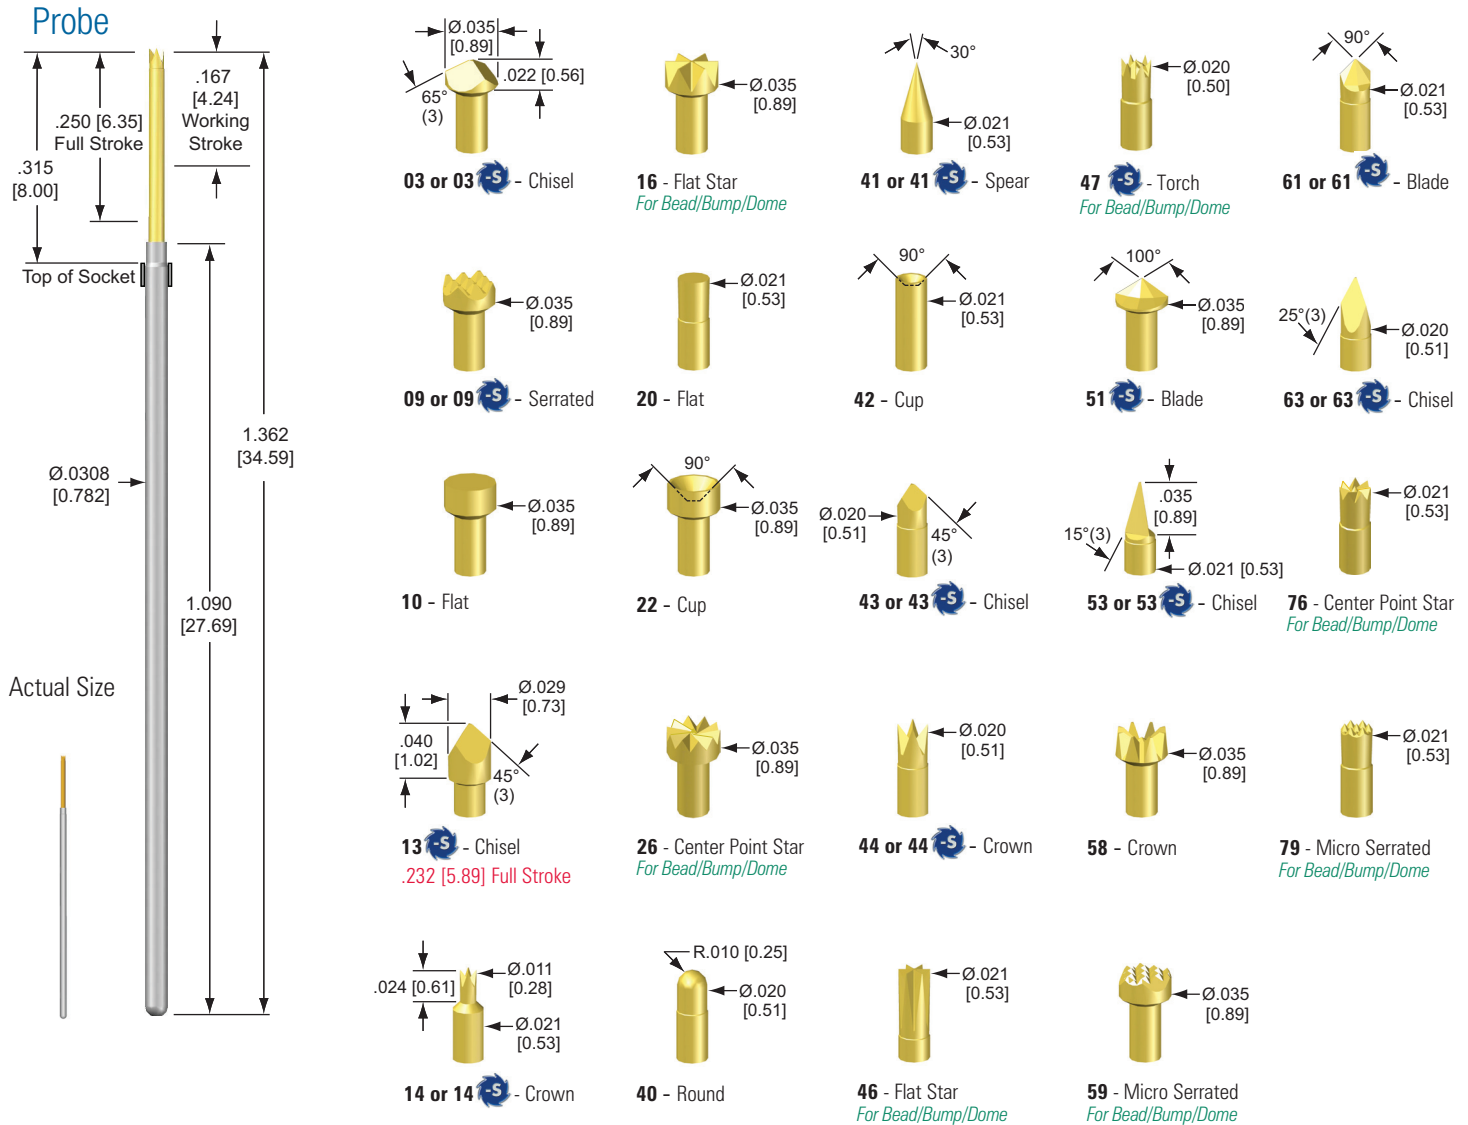 Probe
.167
[4.24]
Working
Stroke
.250 [6.35]
Full Stroke
.315
[8.00]
Top of Socket
Ø.0308
[0.782]
1.362
[34.59]
1.090
[27.69]
Actual Size
Ø.035
[0.89]
.022 [0.56]
65°
(3)
03 or 03 -S - Chisel
Ø.035
[0.89]
16 - Flat Star
For Bead/Bump/Dome
30°
Ø.021
[0.53]
41 or 41 -S - Spear
Ø.020
[0.50]
47 -S - Torch
For Bead/Bump/Dome
90°
Ø.021
[0.53]
61 or 61 -S - Blade
Ø.035
[0.89]
09 or 09 -S - Serrated
Ø.021
[0.53]
20 - Flat
90°
Ø.021
[0.53]
42 - Cup
100°
Ø.035
[0.89]
51 -S - Blade
25°(3)
Ø.020
[0.51]
63 or 63 -S - Chisel
Ø.035
[0.89]
10 - Flat
90°
Ø.035
[0.89]
22 - Cup
Ø.020
[0.51]
45°
(3)
43 or 43 -S - Chisel
.035
[0.89]
15°(3)
Ø.021 [0.53]
53 or 53 -S - Chisel
Ø.021
[0.53]
76 - Center Point Star
For Bead/Bump/Dome
Ø.029
[0.73]
.040
[1.02]
45°
(3)
13 -S - Chisel
.232 [5.89] Full Stroke
Ø.035
[0.89]
26 - Center Point Star
For Bead/Bump/Dome
Ø.020
[0.51]
44 or 44 -S - Crown
Ø.035
[0.89]
58 - Crown
Ø.021
[0.53]
79 - Micro Serrated
For Bead/Bump/Dome
Ø.011
[0.28]
.024 [0.61]
Ø.021
[0.53]
14 or 14 -S - Crown
R.010 [0.25]
Ø.020
[0.51]
40 - Round
Ø.021
[0.53]
46 - Flat Star
For Bead/Bump/Dome
Ø.035
[0.89]
59 - Micro Serrated
For Bead/Bump/Dome